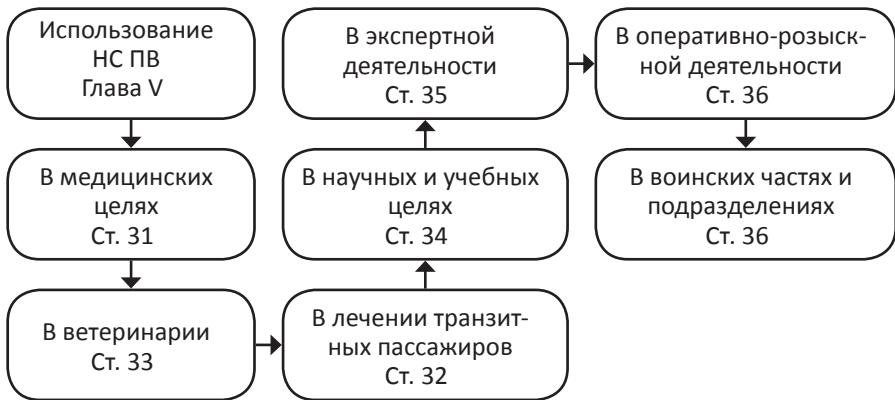 Использование
НС ПВ
Глава V
В медицинских
целях
Ст. 31
В ветеринарии
Ст. 33
В лечении транзит-
ных пассажиров
Ст. 32
В научных и учебных
целях
Ст. 34
В экспертной
деятельности
Ст. 35
В оперативно-розыск-
ной деятельности
Ст. 36
В воинских частях и
подразделениях
Ст. 36